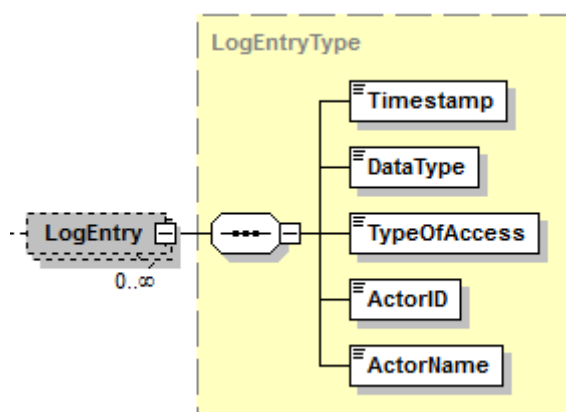 LogEntryType
Timestamp
DataType
TypeOfAccess
LogEntry
0..∞
ActorID
ActorName